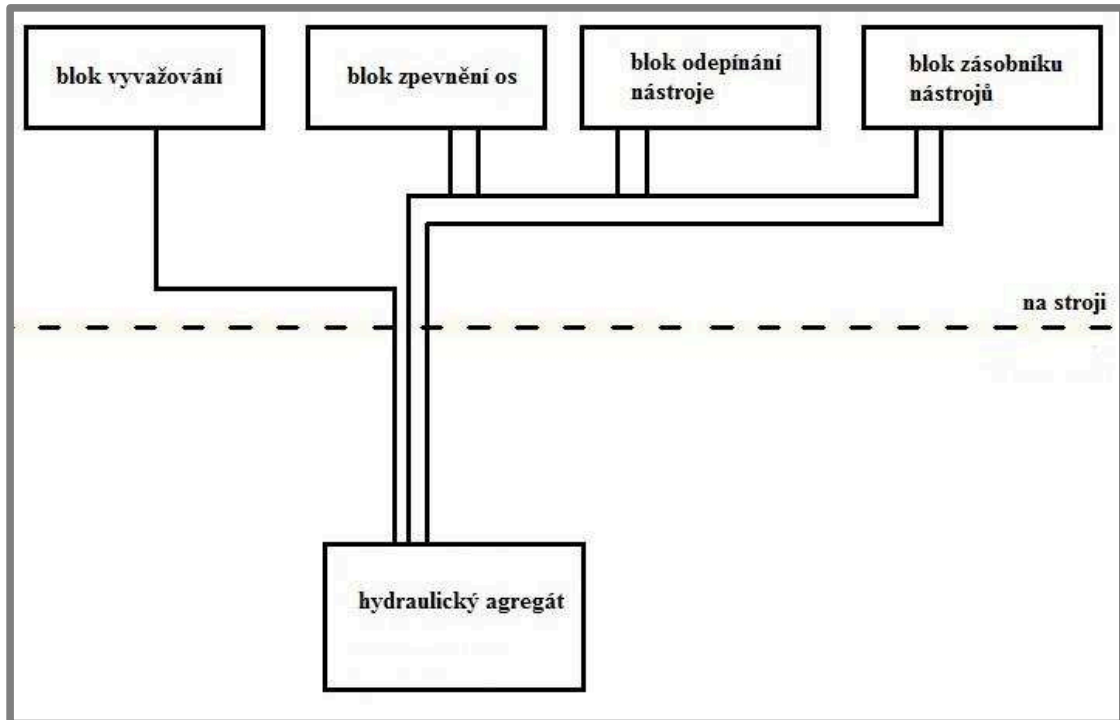 blok vyvažování
blok zpevnění os
blok odepínání
nástroje
blok zásobníku
nástrojů
na stroji
hydraulický agregát